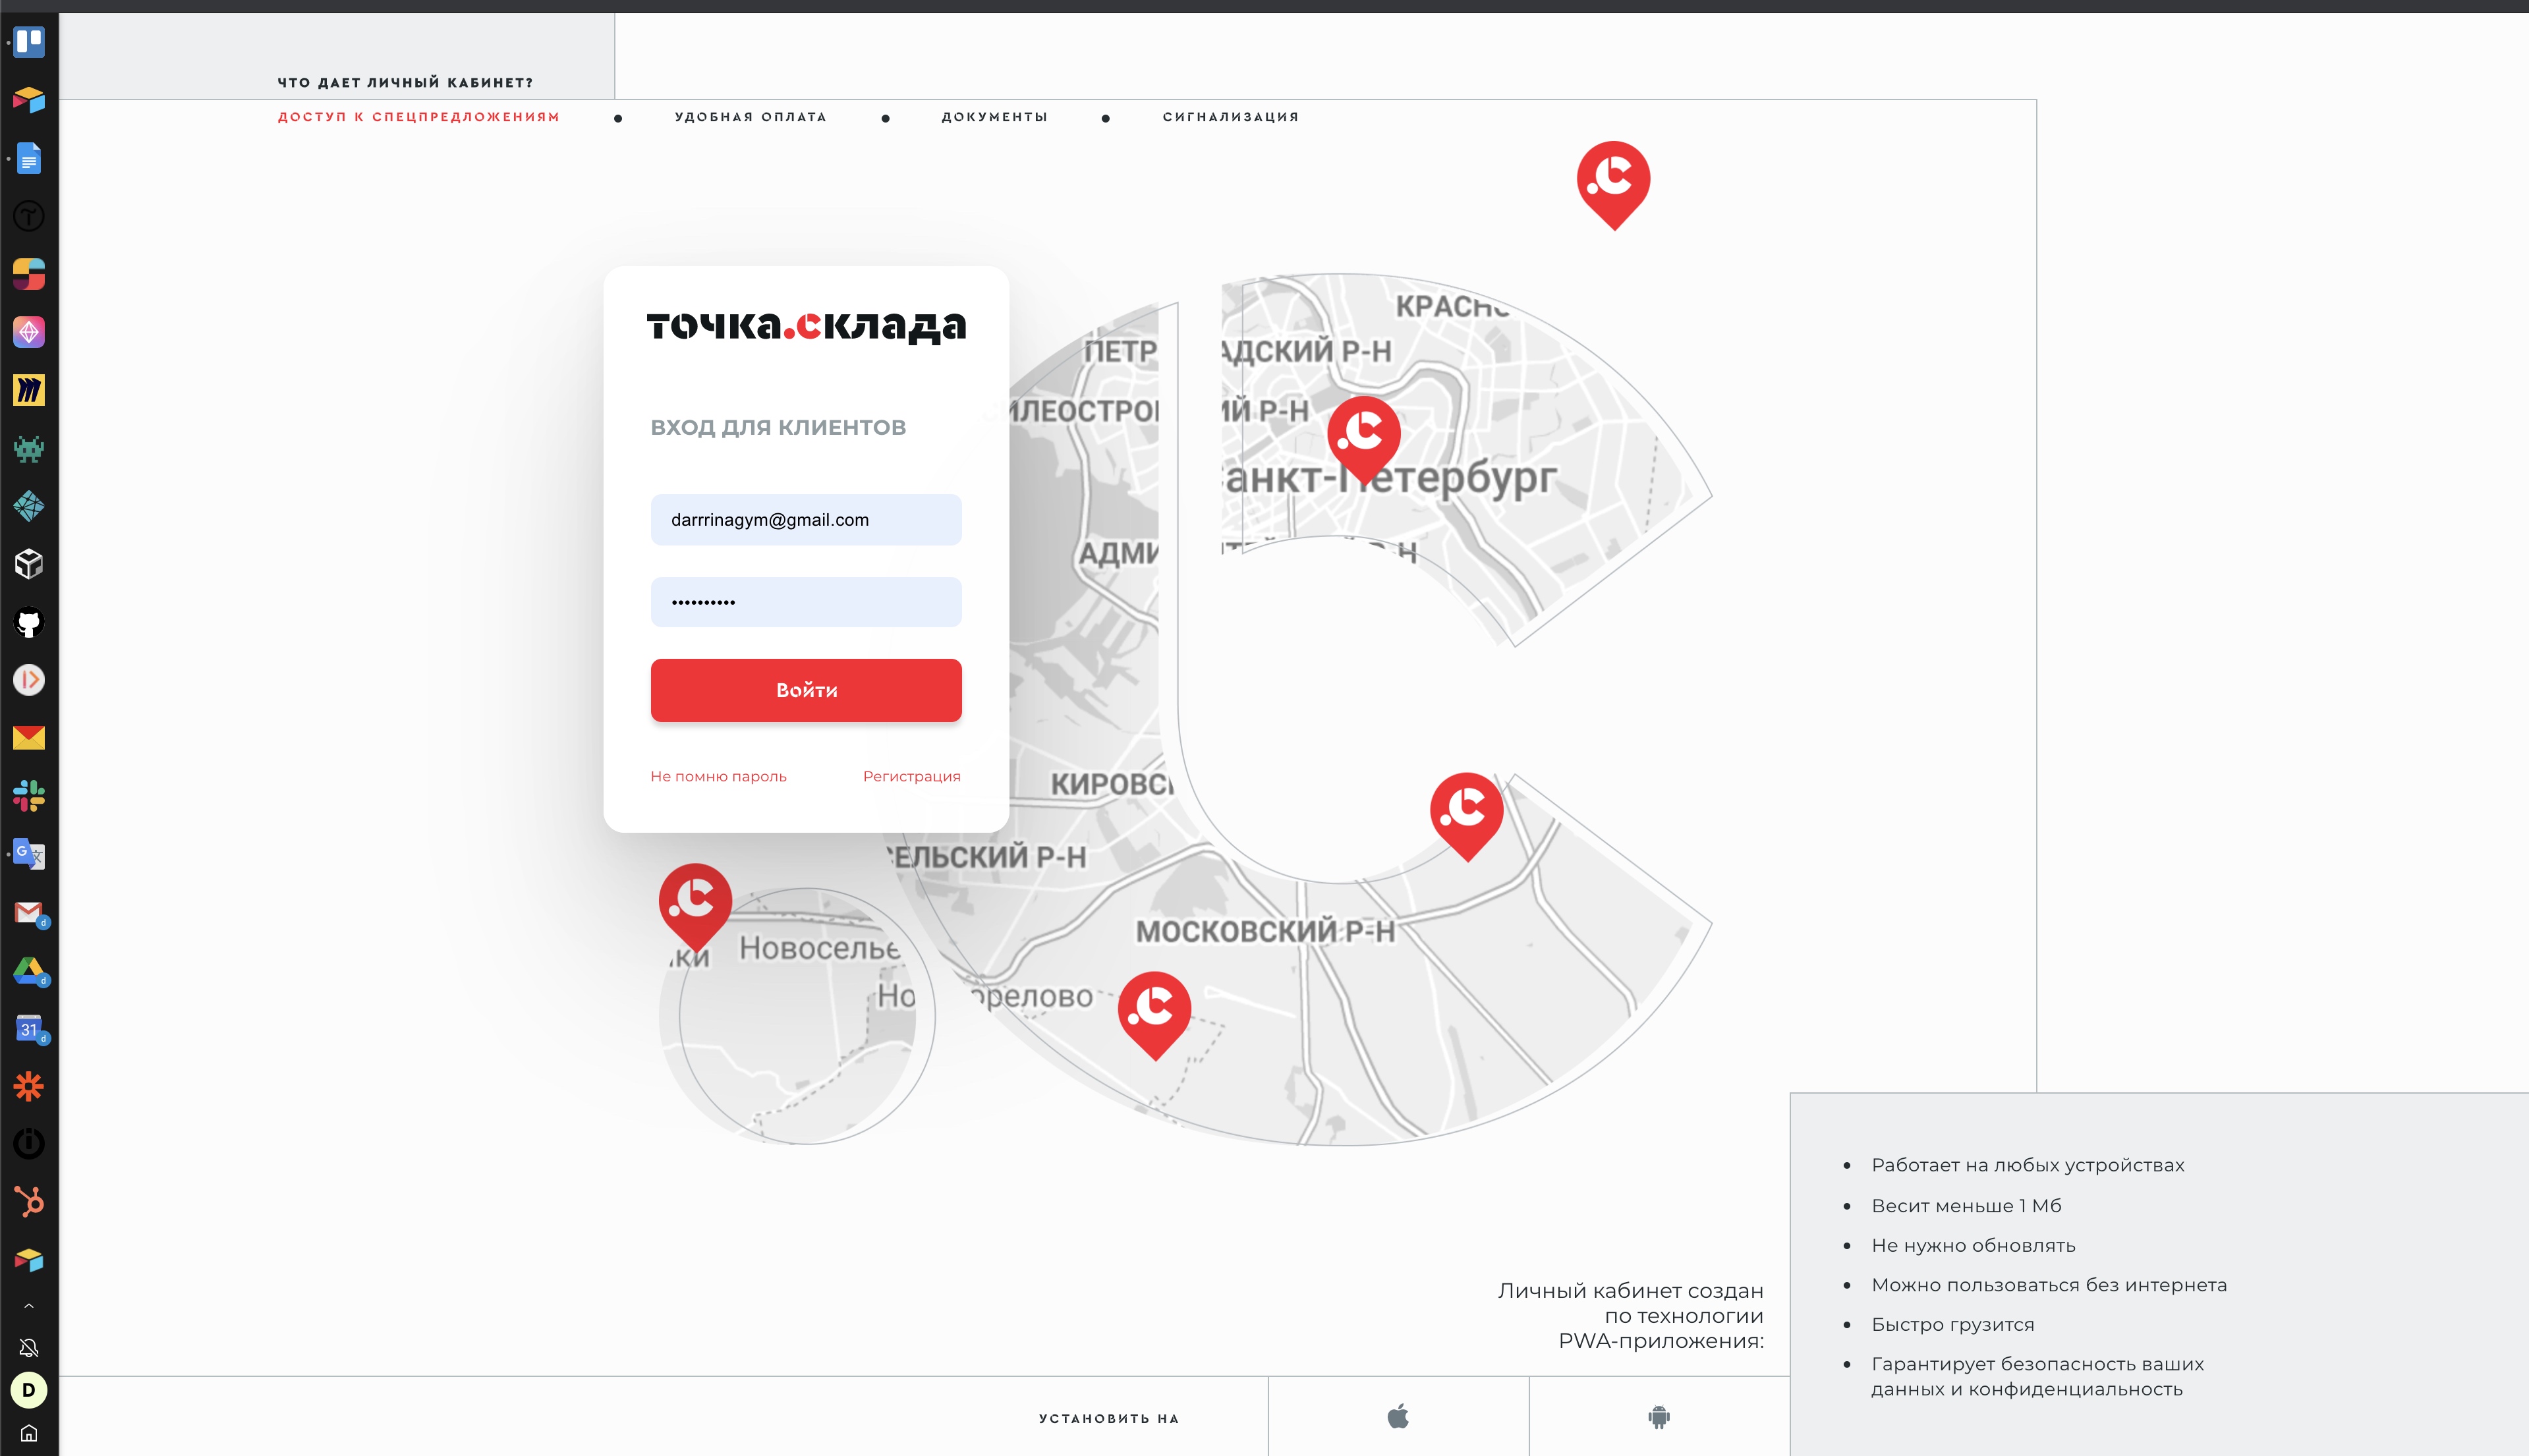 ЧТО ДАЕТ ЛИЧНЫЙ КАБИНЕТ?
ДОСТУП К СПЕЦПРЕДЛОЖЕНИЯМ
УДОБНАЯ ОПЛАТА
ДОКУМЕНТЫ
СИГНАЛИЗАЦИЯ
точка.склада
ВХОД ДЛЯ КЛИЕНТОВ
darrrinagym@gmail.com
••••••••••
Войти
Не помню пароль
Регистрация
КРАСНС
ПЕТР
АДСКИЙ Р-Н
ИЛЕОСТРО
ИЙ Р-Н
анкт-Петербург
АДМИ
КИРОВС
ЕЛЬСКИЙ Р-Н
МОСКОВСКИЙ Р-Н
КИ
Новоселье
Но
орелово
.С
.С
.С
.С
.С
Личный кабинет создан
по технологии
PWA-приложения:
Работает на любых устройствах
Весит меньше 1 Мб
Не нужно обновлять
Можно пользоваться без интернета
Быстро грузится
Гарантирует безопасность ваших
данных и конфиденциальность
УСТАНОВИТЬ НА
31
D